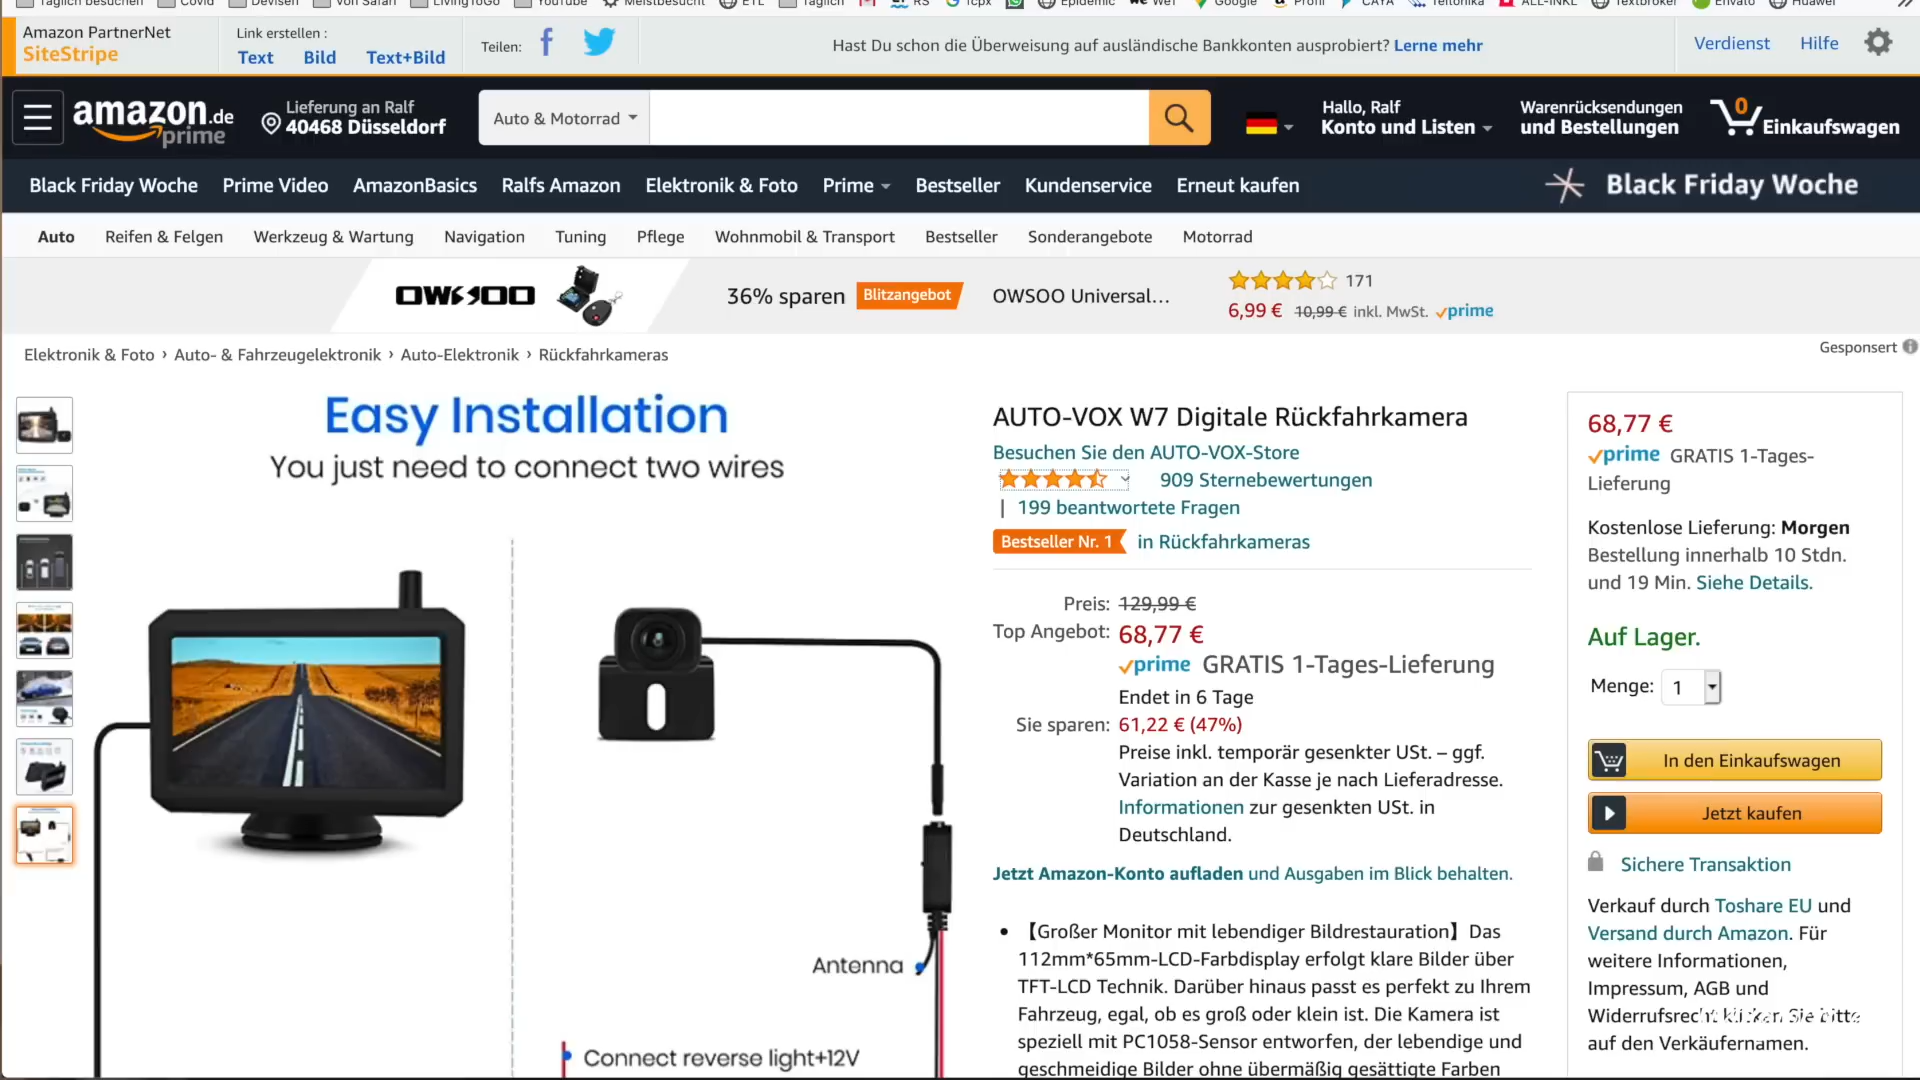 Täglich besuchen Covid Devisen Von Safari LivingToGo YouTube Meistbesucht ETL Täglich RS Tcpx Epidemic WeT Google Profi CAYA Teltonika ALL-INKL Textbroker Envato Huawei
Amazon PartnerNet
SiteStripe
Link erstellen :
Text Bild Text+Bild
Teilen:
Hast Du schon die Überweisung auf ausländische Bankkonten ausprobiert? Lerne mehr
Verdienst Hilfe
amazon.de
prime
Lieferung an Ralf
40468 Düsseldorf
Auto & Motorrad
Hallo, Ralf
Konto und Listen
Warenrücksendungen
und Bestellungen
0
Einkaufswagen
Black Friday Woche Prime Video AmazonBasics Ralfs Amazon Elektronik & Foto Prime Bestseller Kundenservice Erneut kaufen
Black Friday Woche
Auto Reifen & Felgen Werkzeug & Wartung Navigation Tuning Pflege Wohnmobil & Transport Bestseller Sonderangebote Motorrad
OWSOO
36% sparen Blitzangebot OWSOO Universal...
171
6,99 € 10,99 € inkl. MwSt. prime
Gesponsert
Elektronik & Foto › Auto- & Fahrzeugelektronik › Auto-Elektronik › Rückfahrkameras
Easy Installation
You just need to connect two wires
Antenna
Connect reverse light+12V
AUTO-VOX W7 Digitale Rückfahrkamera
Besuchen Sie den AUTO-VOX-Store
909 Sternebewertungen
| 199 beantwortete Fragen
Bestseller Nr. 1 in Rückfahrkameras
Preis: 129,99 €
Top Angebot: 68,77 €
prime GRATIS 1-Tages-Lieferung
Endet in 6 Tage
Sie sparen: 61,22 € (47%)
Preise inkl. temporär gesenkter USt. – ggf.
Variation an der Kasse je nach Lieferadresse.
Informationen zur gesenkten USt. in
Deutschland.
Jetzt Amazon-Konto aufladen und Ausgaben im Blick behalten.
• 【Großer Monitor mit lebendiger Bildrestauration】Das
112mm*65mm-LCD-Farbdisplay erfolgt klare Bilder über
TFT-LCD Technik. Darüber hinaus passt es perfekt zu Ihrem
Fahrzeug, egal, ob es groß oder klein ist. Die Kamera ist
speziell mit PC1058-Sensor entworfen, der lebendige und
geschmeidige Bilder ohne übermäßig gesättigte Farben
68,77 €
prime GRATIS 1-Tages-
Lieferung
Kostenlose Lieferung: Morgen
Bestellung innerhalb 10 Stdn.
und 19 Min. Siehe Details.
Auf Lager.
Menge: 1
In den Einkaufswagen
Jetzt kaufen
Sichere Transaktion
Verkauf durch Toshare EU und
Versand durch Amazon. Für
weitere Informationen,
Impressum, AGB und
Widerrufsrecht klicken Sie bitte
auf den Verkäufernamen.